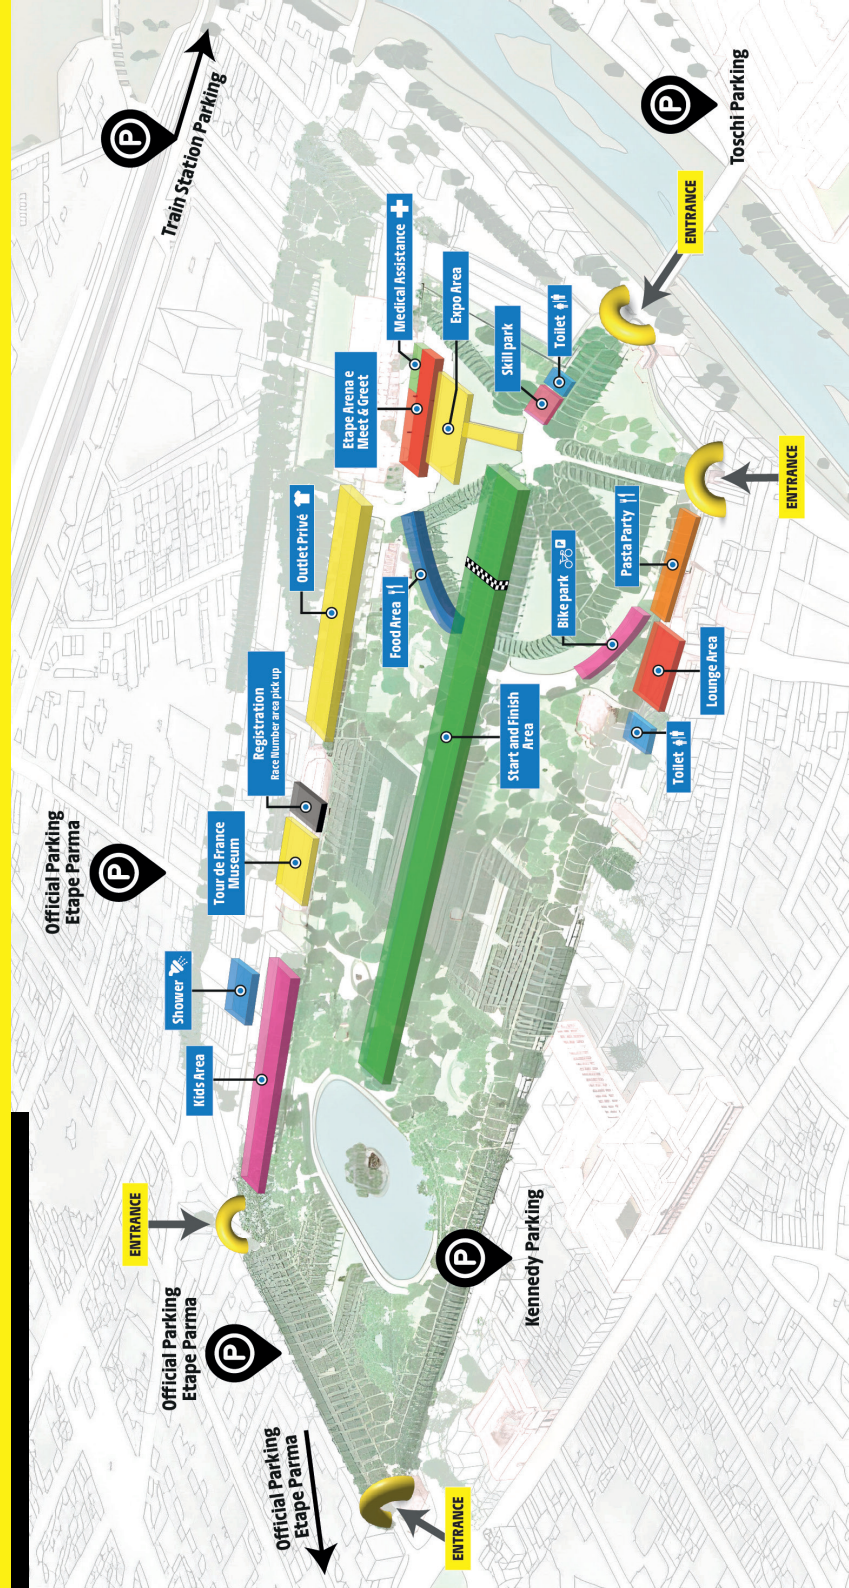 Official Parking
Etape Parma
ENTRANCE
Official Parking
Etape Parma
ENTRANCE
Kennedy Parking
Kids Area
Shower
Official Parking
Etape Parma
Tour de France
Museum
Registration
Race Number area pick up
Outlet Privé
Food Area
Start and Finish
Area
Toilet
Lounge Area
Bike park
P
Pasta Party
ENTRANCE
Etape Arena e
Meet & Greet
Medical Assistance
Expo Area
Skill park
Toilet
ENTRANCE
P
Train Station Parking
P
Toschi Parking
P
P
P